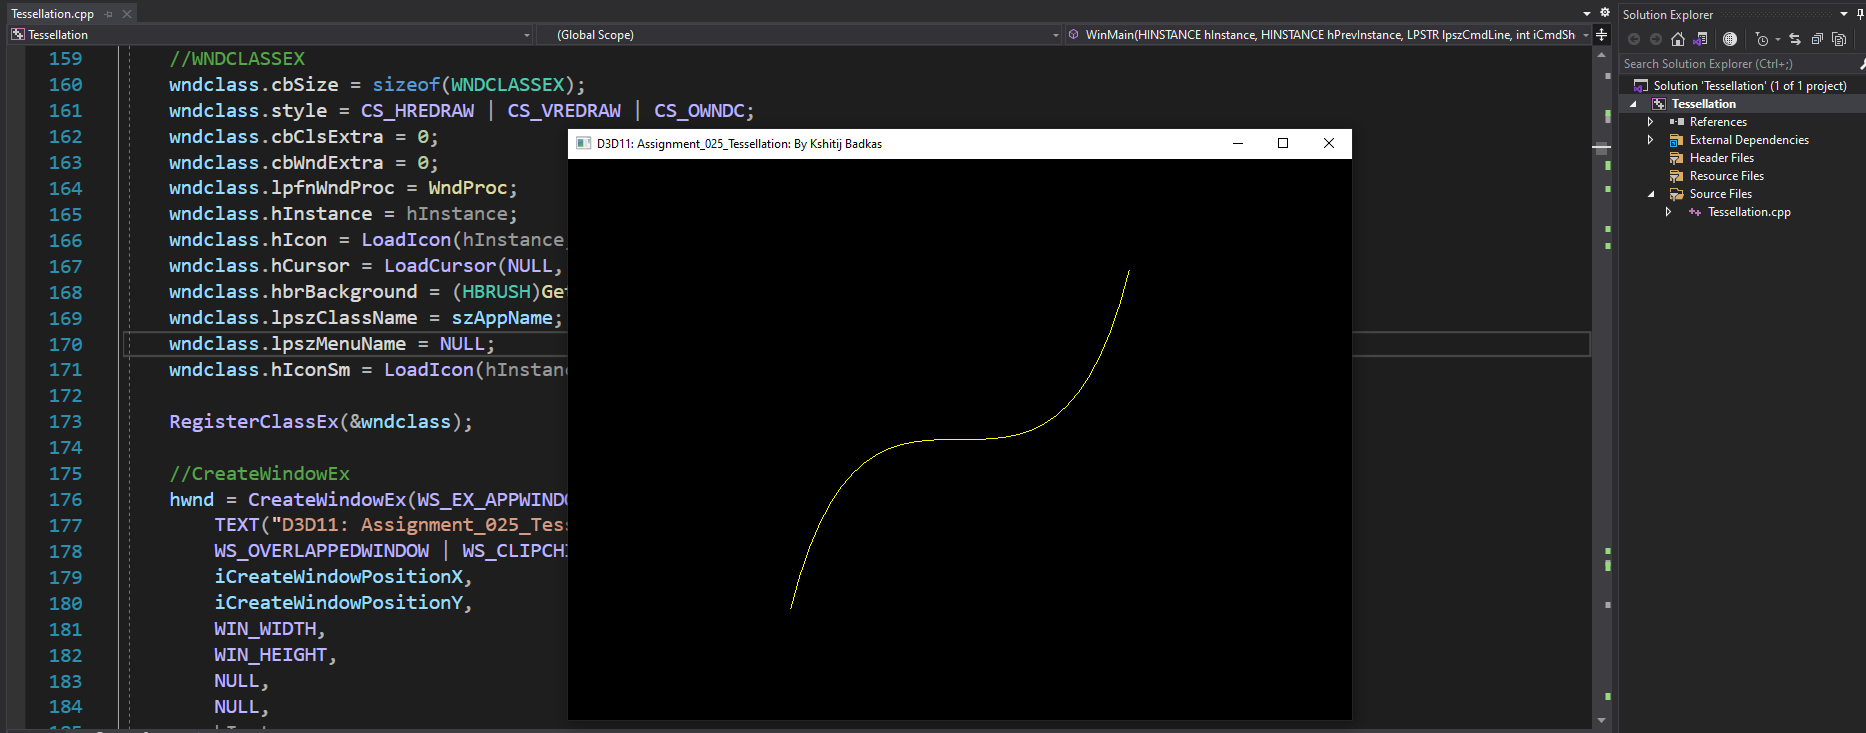 Tessellation.cpp
Tessellation
(Global Scope)
WinMain(HINSTANCE hInstance, HINSTANCE hPrevInstance, LPSTR lpszCmdLine, int iCmdSh
159 //WNDCLASSEX
160 wndclass.cbSize = sizeof(WNDCLASSEX);
161 wndclass.style = CS_HREDRAW | CS_VREDRAW | CS_OWNDC;
162 wndclass.cbClsExtra = 0;
163 wndclass.cbWndExtra = 0;
164 wndclass.lpfnWndProc = WndProc;
165 wndclass.hInstance = hInstance;
166 wndclass.hIcon = LoadIcon(hInstance,
167 wndclass.hCursor = LoadCursor(NULL,
168 wndclass.hbrBackground = (HBRUSH)Get
169 wndclass.lpszClassName = szAppName;
170 wndclass.lpszMenuName = NULL;
171 wndclass.hIconSm = LoadIcon(hInstanc
172
173 RegisterClassEx(&wndclass);
174
175 //CreateWindowEx
176 hwnd = CreateWindowEx(WS_EX_APPWINDO
177 TEXT("D3D11: Assignment_025_Tess
178 WS_OVERLAPPEDWINDOW | WS_CLIPCHI
179 iCreateWindowPositionX,
180 iCreateWindowPositionY,
181 WIN_WIDTH,
182 WIN_HEIGHT,
183 NULL,
184 NULL,
D3D11: Assignment_025_Tessellation: By Kshitij Badkas
Solution Explorer
Search Solution Explorer (Ctrl+;)
Solution 'Tessellation' (1 of 1 project)
Tessellation
References
External Dependencies
Header Files
Resource Files
Source Files
Tessellation.cpp